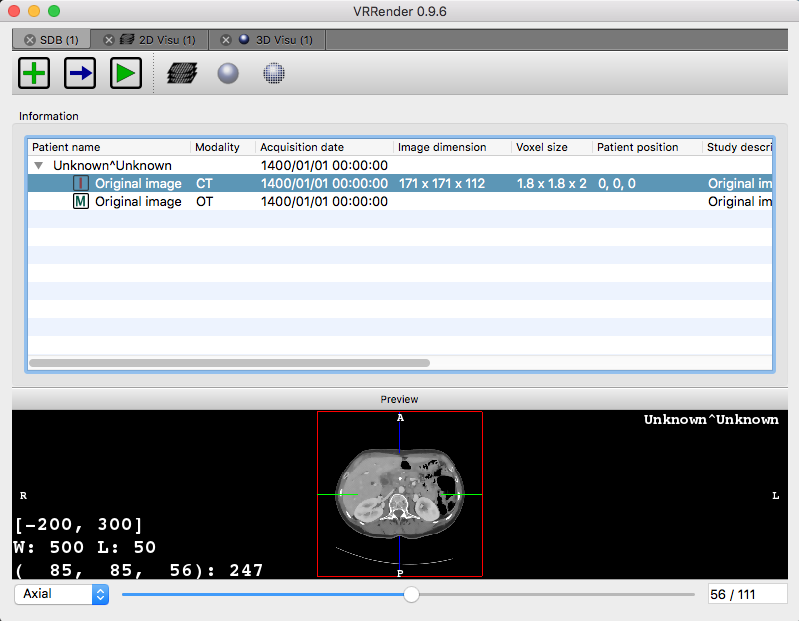 VRRender 0.9.6
SDB (1) 2D Visu (1) 3D Visu (1)
Information
Patient name Modality Acquisition date Image dimension Voxel size Patient position Study descri
Unknown^Unknown 1400/01/01 00:00:00
I Original image CT 1400/01/01 00:00:00 171 x 171 x 112 1.8 x 1.8 x 2 0, 0, 0 Original im
M Original image OT 1400/01/01 00:00:00 Original im
Preview
A
Unknown^Unknown
R
L
[-200, 300]
W: 500 L: 50
( 85, 85, 56): 247
P
Axial
56 / 111